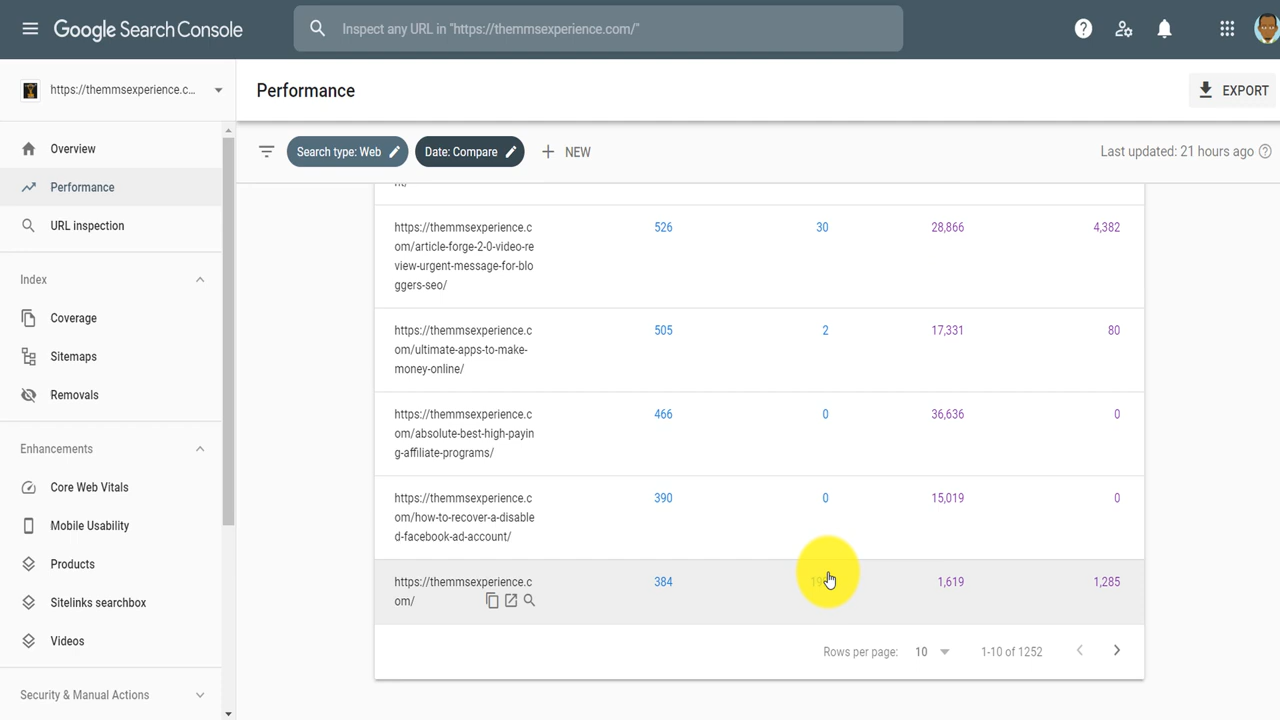 Google Search Console
Inspect any URL in "https://themmsexperience.com/"
https://themmsexperience.c...
Performance
EXPORT
Overview
Performance
URL inspection
Index
Coverage
Sitemaps
Removals
Enhancements
Core Web Vitals
Mobile Usability
Products
Sitelinks searchbox
Videos
Security & Manual Actions
Search type: Web
Date: Compare
NEW
Last updated: 21 hours ago
https://themmsexperience.c 526 30 28,866 4,382
om/article-forge-2-0-video-re
view-urgent-message-for-blo
ggers-seo/
https://themmsexperience.c 505 2 17,331 80
om/ultimate-apps-to-make-
money-online/
https://themmsexperience.c 466 0 36,636 0
om/absolute-best-high-payin
g-affiliate-programs/
https://themmsexperience.c 390 0 15,019 0
om/how-to-recover-a-disable
d-facebook-ad-account/
https://themmsexperience.c 384 1,619 1,285
om/
Rows per page: 10 1-10 of 1252